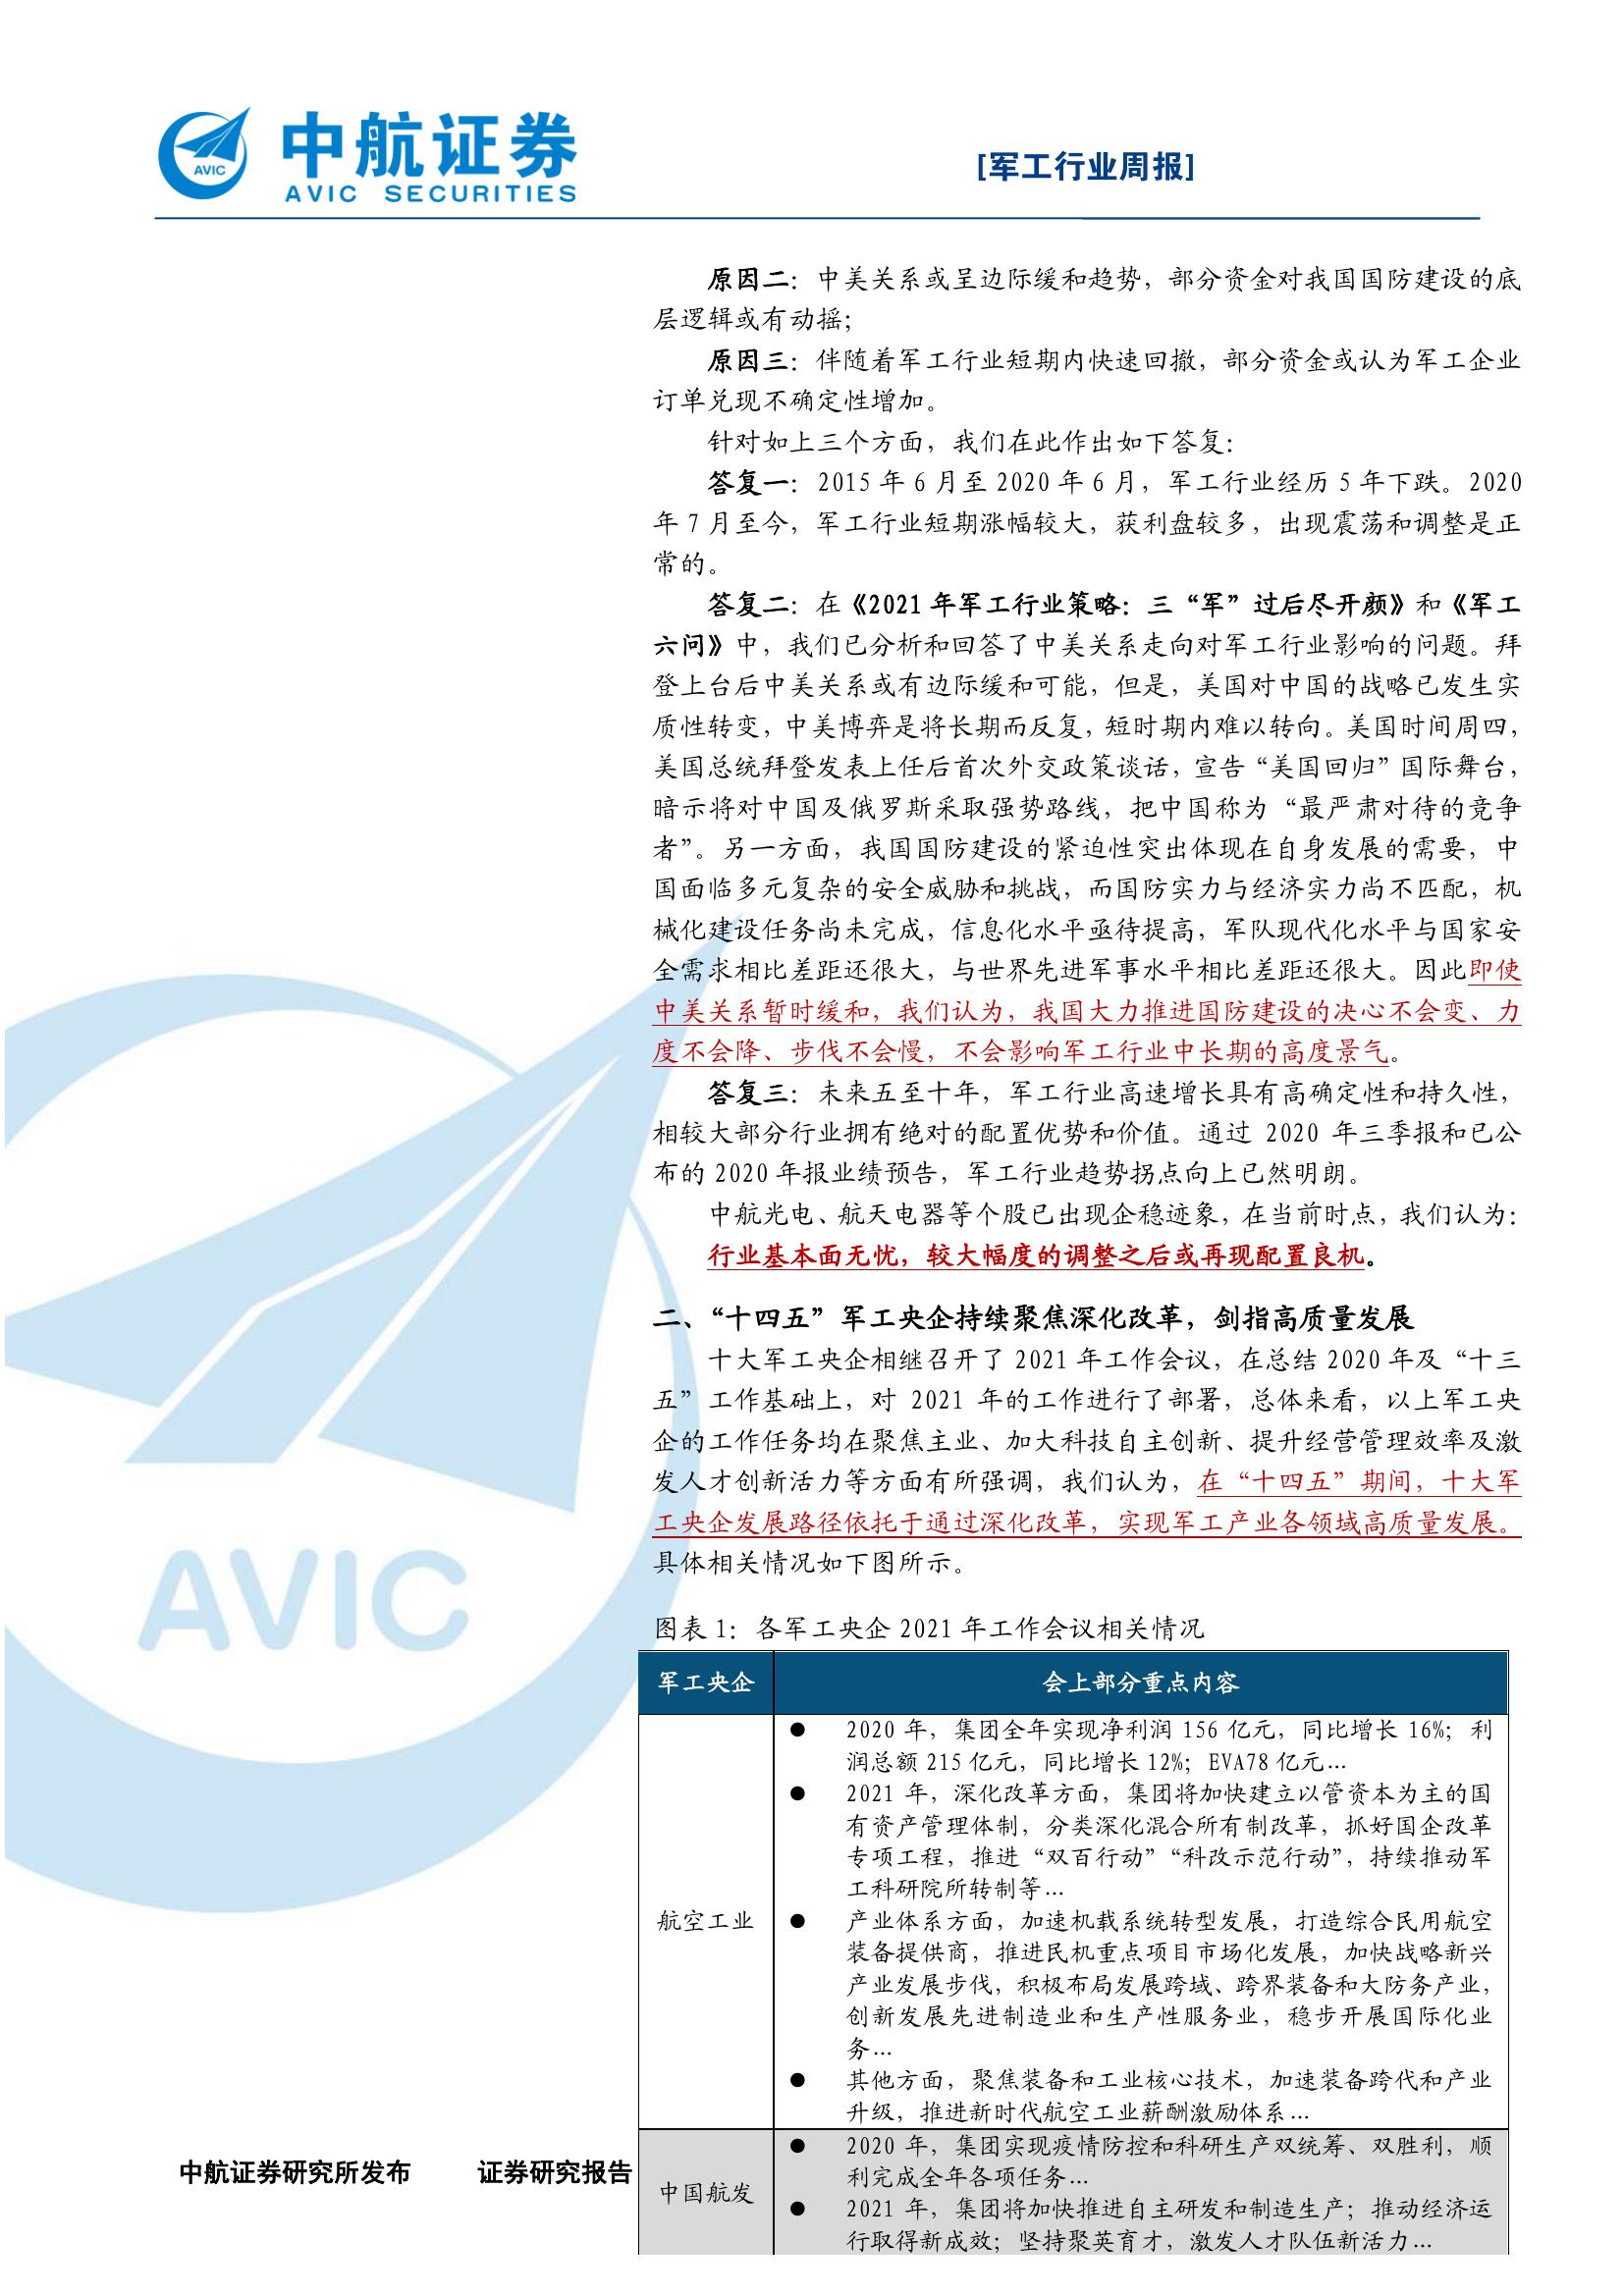 中航证券
AVIC SECURITIES
AVIC
[军工行业周报]
原因二：中美关系或呈边际缓和趋势，部分资金对我国国防建设的底
层逻辑或有动摇；
原因三：伴随着军工行业短期内快速回撤，部分资金或认为军工企业
订单兑现不确定性增加。
针对如上三个方面，我们在此作出如下答复：
答复一：2015 年 6 月至 2020 年 6 月，军工行业经历 5 年下跌。2020
年 7 月至今，军工行业短期涨幅较大，获利盘较多，出现震荡和调整是正
常的。
答复二：在《2021 年军工行业策略：三“军”过后尽开颜》和《军工
六问》中，我们已分析和回答了中美关系走向对军工行业影响的问题。拜
登上台后中美关系或有边际缓和可能，但是，美国对中国的战略已发生实
质性转变，中美博弈是将长期而反复，短时期内难以转向。美国时间周四，
美国总统拜登发表上任后首次外交政策谈话，宣告“美国回归”国际舞台，
暗示将对中国及俄罗斯采取强势路线，把中国称为“最严肃对待的竞争
者”。另一方面，我国国防建设的紧迫性突出体现在自身发展的需要，中
国面临多元复杂的安全威胁和挑战，而国防实力与经济实力尚不匹配，机
械化建设任务尚未完成，信息化水平亟待提高，军队现代化水平与国家安
全需求相比差距还很大，与世界先进军事水平相比差距还很大。因此即使
中美关系暂时缓和，我们认为，我国大力推进国防建设的决心不会变、力
度不会降、步伐不会慢，不会影响军工行业中长期的高度景气。
答复三：未来五至十年，军工行业高速增长具有高确定性和持久性，
相较大部分行业拥有绝对的配置优势和价值。通过 2020 年三季报和已公
布的 2020 年报业绩预告，军工行业趋势拐点向上已然明朗。
中航光电、航天电器等个股已出现企稳迹象，在当前时点，我们认为：
行业基本面无忧，较大幅度的调整之后或再现配置良机。
二、“十四五”军工央企持续聚焦深化改革，剑指高质量发展
十大军工央企相继召开了 2021 年工作会议，在总结 2020 年及“十三
五”工作基础上，对 2021 年的工作进行了部署，总体来看，以上军工央
企的工作任务均在聚焦主业、加大科技自主创新、提升经营管理效率及激
发人才创新活力等方面有所强调，我们认为，在“十四五”期间，十大军
工央企发展路径依托于通过深化改革，实现军工产业各领域高质量发展。
具体相关情况如下图所示。
AVIC
图表 1：各军工央企 2021 年工作会议相关情况
军工央企 会上部分重点内容
航空工业
● 2020 年，集团全年实现净利润 156 亿元，同比增长 16%；利
润总额 215 亿元，同比增长 12%；EVA78 亿元…
● 2021 年，深化改革方面，集团将加快建立以管资本为主的国
有资产管理体制，分类深化混合所有制改革，抓好国企改革
专项工程，推进“双百行动”“科改示范行动”，持续推动军
工科研院所转制等…
● 产业体系方面，加速机载系统转型发展，打造综合民用航空
装备提供商，推进民机重点项目市场化发展，加快战略新兴
产业发展步伐，积极布局发展跨域、跨界装备和大防务产业，
创新发展先进制造业和生产性服务业，稳步开展国际化业
务…
● 其他方面，聚焦装备和工业核心技术，加速装备跨代和产业
升级，推进新时代航空工业薪酬激励体系…
中国航发
● 2020 年，集团实现疫情防控和科研生产双统筹、双胜利，顺
利完成全年各项任务…
● 2021 年，集团将加快推进自主研发和制造生产；推动经济运
行取得新成效；坚持聚英育才，激发人才队伍新活力…
中航证券研究所发布 证券研究报告